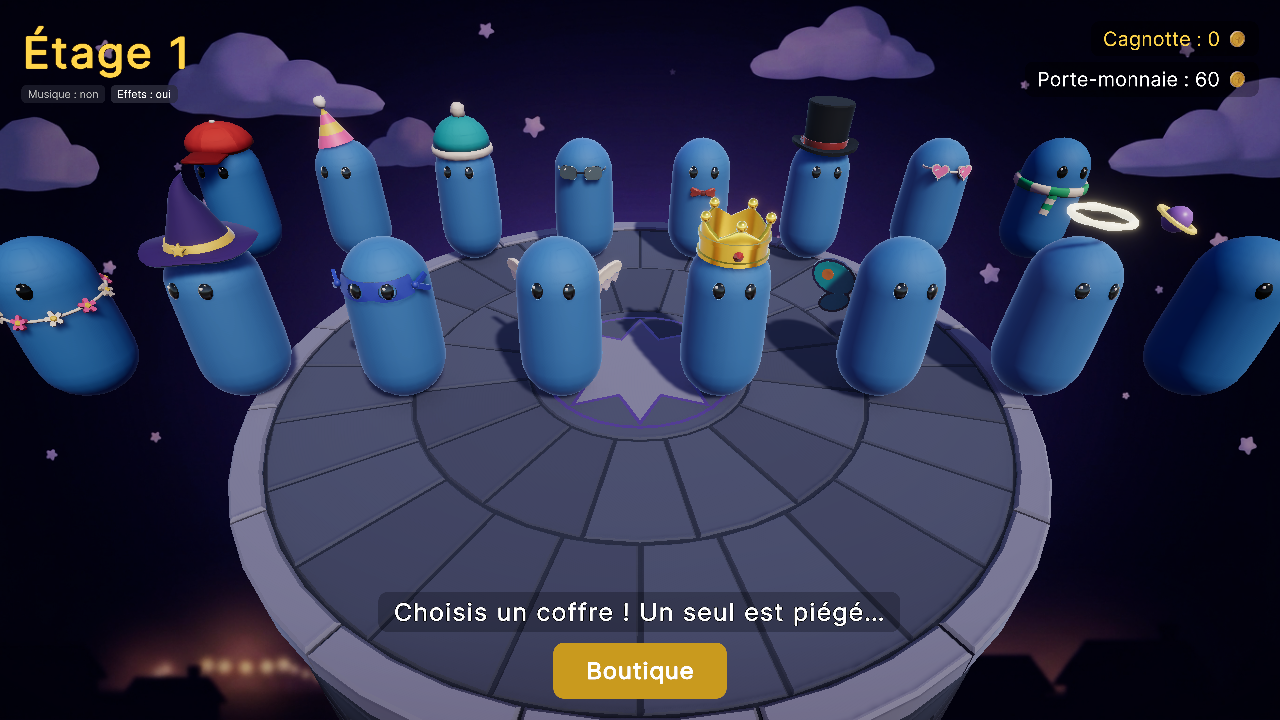 Étage 1
Musique : non
Effets : oui
Cagnotte : 0
Porte-monnaie : 60
Choisis un coffre ! Un seul est piégé...
Boutique